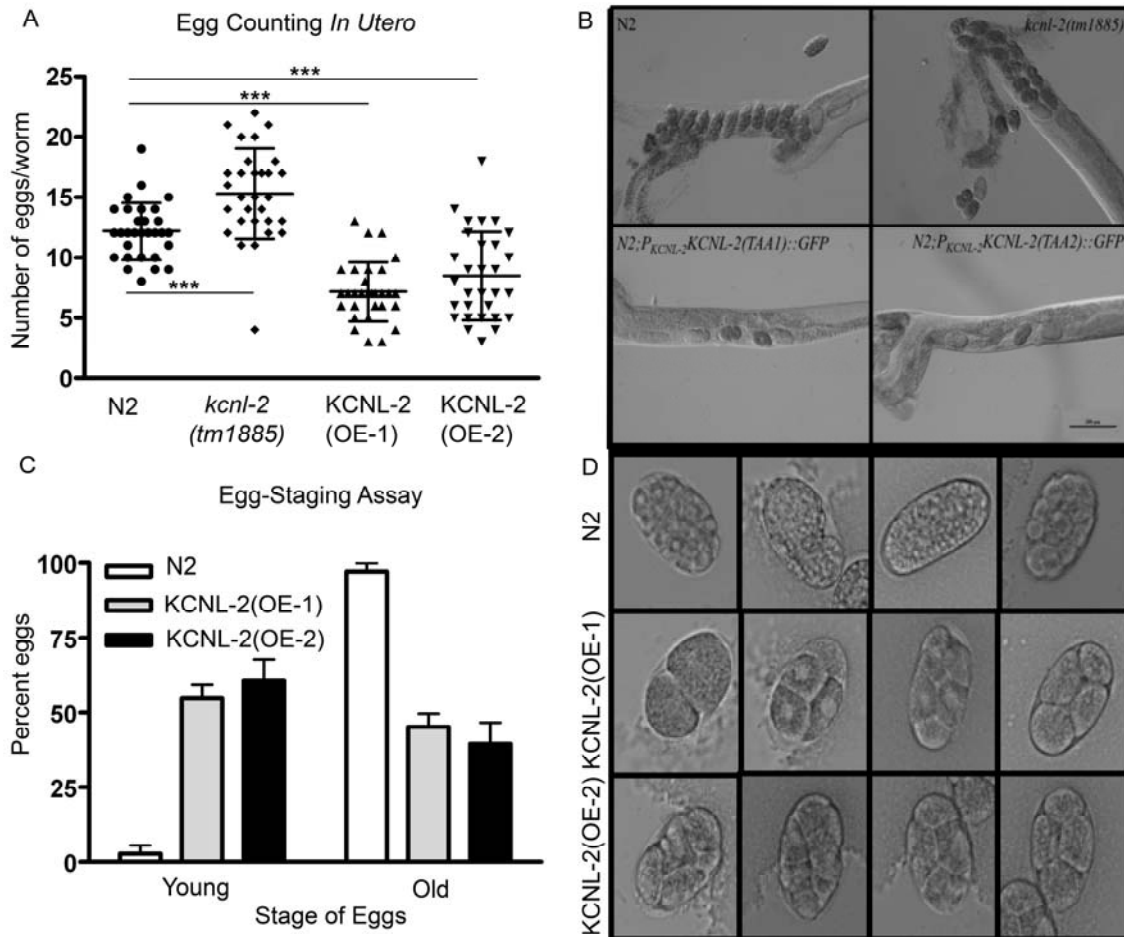 A
Egg Counting In Utero
***
***
***
Number of eggs/worm
25
20
15
10
5
0
N2
kcnl-2
(tm1885)
KCNL-2
(OE-1)
KCNL-2
(OE-2)
B
N2
kcnl-2(tm1885)
N2;PKCNL-2KCNL-2(TAA1)::GFP
N2;PKCNL-2KCNL-2(TAA2)::GFP
C
Egg-Staging Assay
N2
KCNL-2(OE-1)
KCNL-2(OE-2)
Percent eggs
100
75
50
25
0
Young
Old
Stage of Eggs
D
N2
KCNL-2(OE-1)
KCNL-2(OE-2)